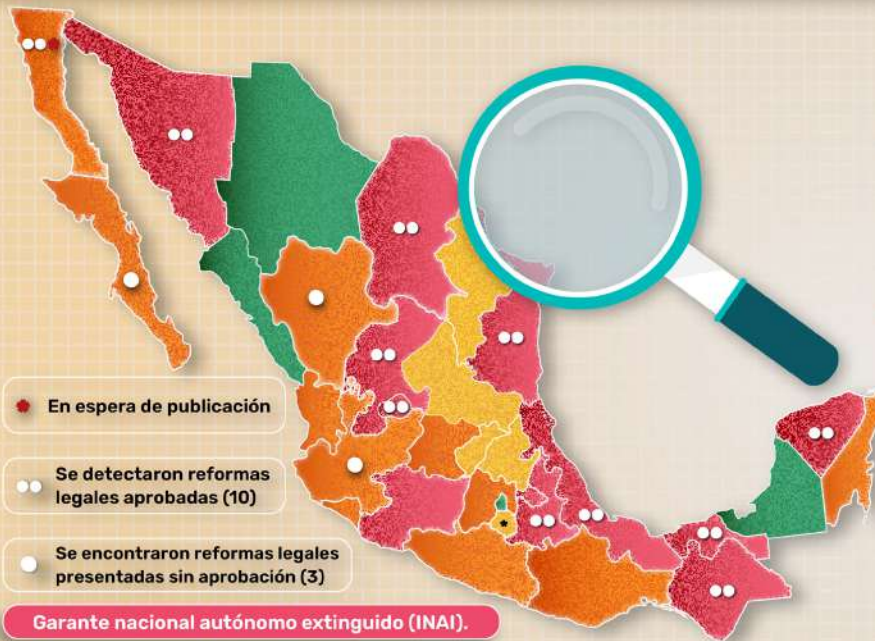 En espera de publicación
Se detectaron reformas
legales aprobadas (10)
Se encontraron reformas legales
presentadas sin aprobación (3)
Garante nacional autónomo extinguido (INAI).